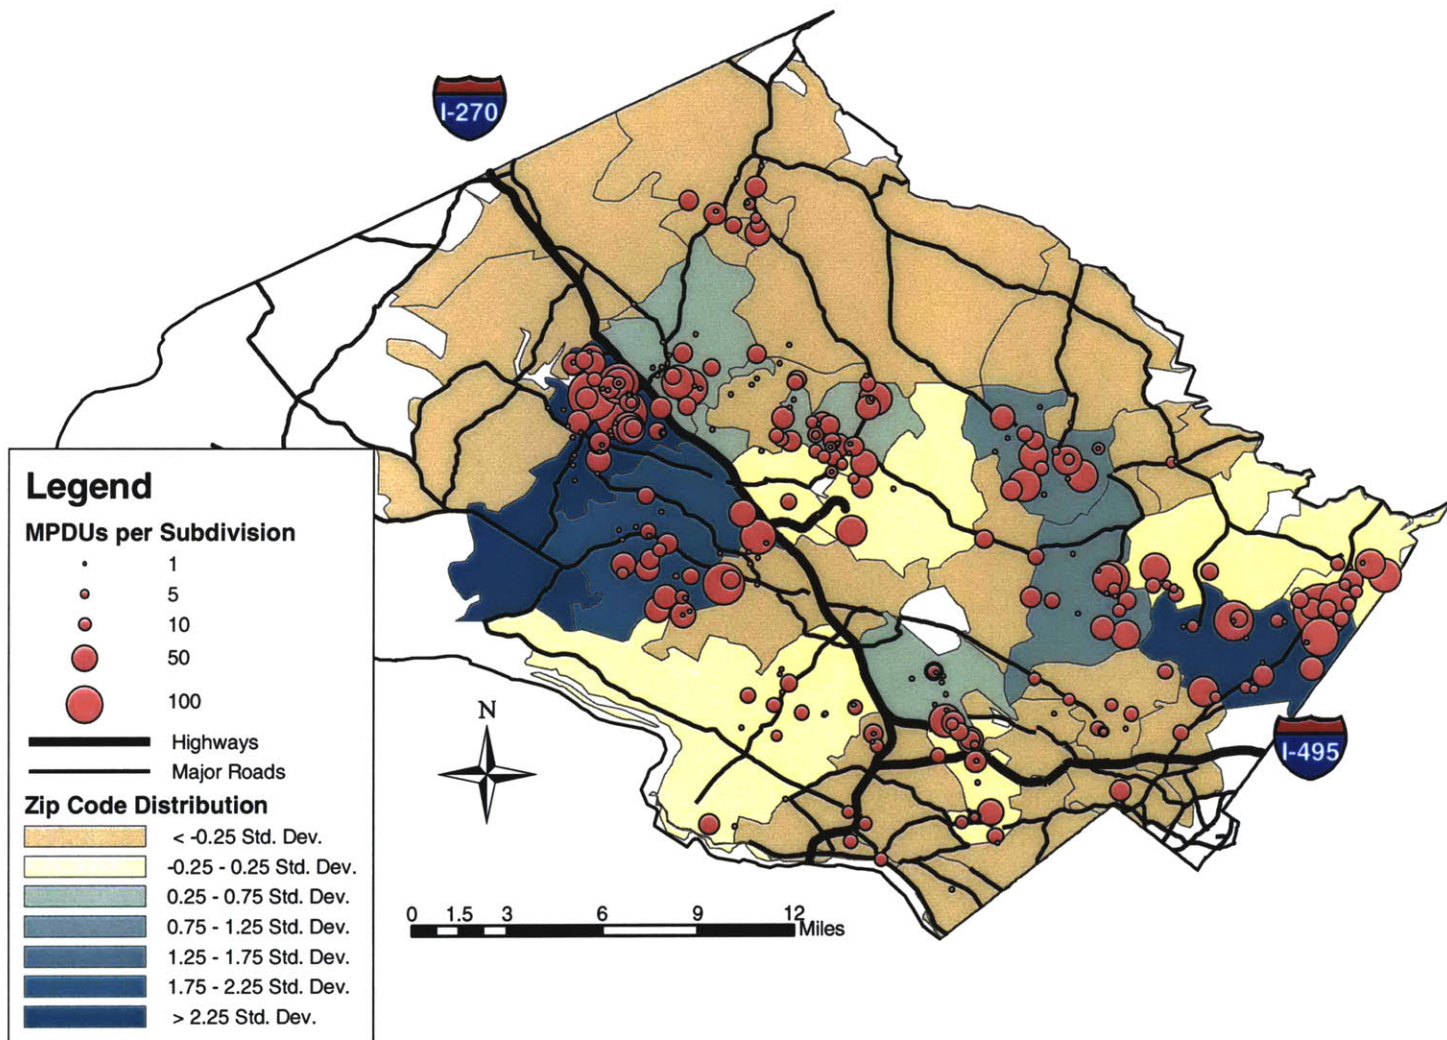 I-270
Legend
MPDUs per Subdivision
1
5
10
50
100
Highways
Major Roads
Zip Code Distribution
< -0.25 Std. Dev.
-0.25 - 0.25 Std. Dev.
0.25 - 0.75 Std. Dev.
0.75 - 1.25 Std. Dev.
1.25 - 1.75 Std. Dev.
1.75 - 2.25 Std. Dev.
> 2.25 Std. Dev.
N
0 1.5 3 6 9 12
Miles
I-495